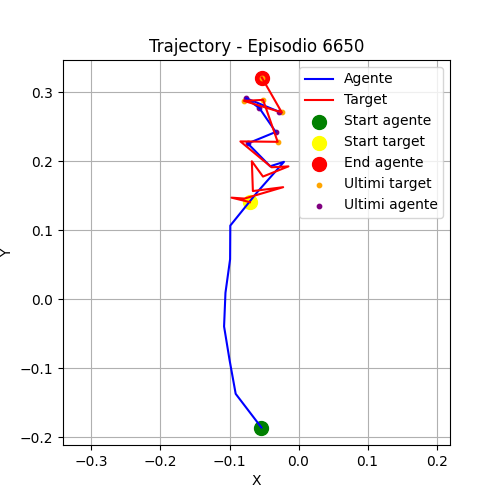 Trajectory - Episodio 6650
Agente
Target
Start agente
Start target
End agente
Ultimi target
Ultimi agente
Y
0.3
0.2
0.1
0.0
−0.1
−0.2
−0.3
−0.2
−0.1
0.0
0.1
0.2
X